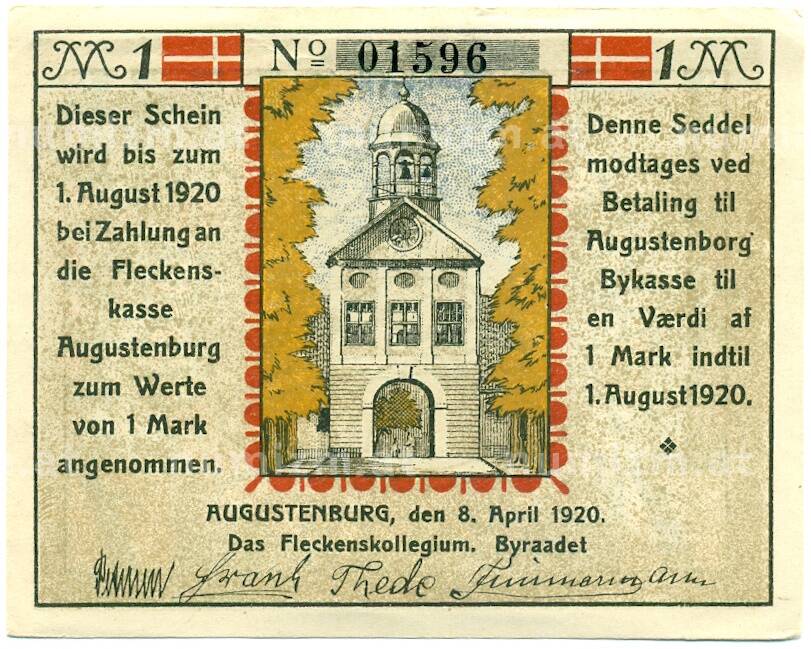 M 1 No 01596 1 M
Dieser Schein
wird bis zum
1. August 1920
bei Zahlung an
die Fleckens-
kasse
Augustenburg
zum Werte
von 1 Mark
angenommen.
Denne Seddel
modtages ved
Betaling til
Augustenborg
Bykasse til
en Værdi af
1 Mark indtil
1. August 1920.
AUGUSTENBURG, den 8. April 1920.
Das Fleckenskollegium. Byraadet
Frank Thede